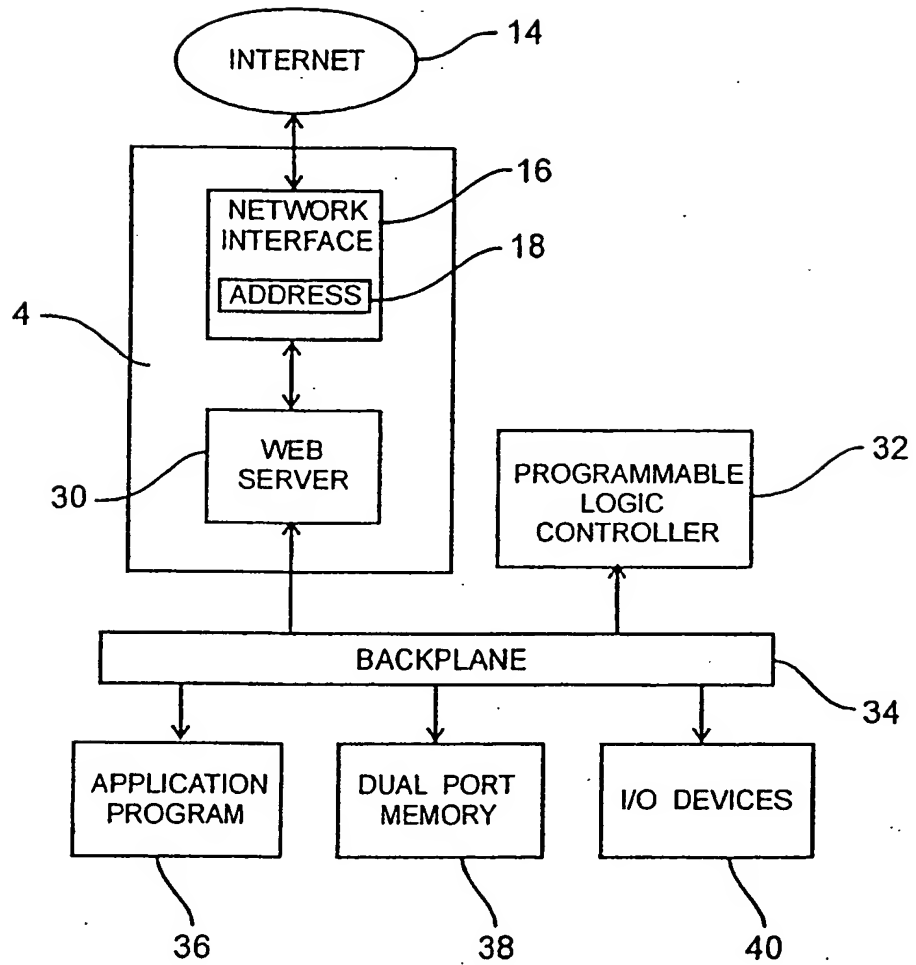 INTERNET
14
NETWORK
INTERFACE
16
ADDRESS
18
4
WEB
SERVER
30
PROGRAMMABLE
LOGIC
CONTROLLER
32
BACKPLANE
34
APPLICATION
PROGRAM
DUAL PORT
MEMORY
I/O DEVICES
36
38
40